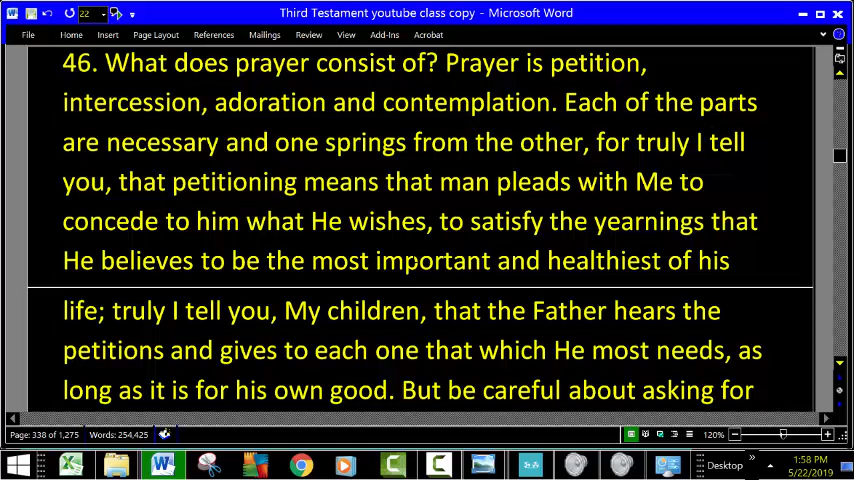 22
Third Testament youtube class copy - Microsoft Word
File Home Insert Page Layout References Mailings Review View Add-Ins Acrobat
46. What does prayer consist of? Prayer is petition,
intercession, adoration and contemplation. Each of the parts
are necessary and one springs from the other, for truly I tell
you, that petitioning means that man pleads with Me to
concede to him what He wishes, to satisfy the yearnings that
He believes to be the most important and healthiest of his
life; truly I tell you, My children, that the Father hears the
petitions and gives to each one that which He most needs, as
long as it is for his own good. But be careful about asking for
Page: 338 of 1,275 Words: 254,425 120%
Desktop 1:58 PM
5/22/2019